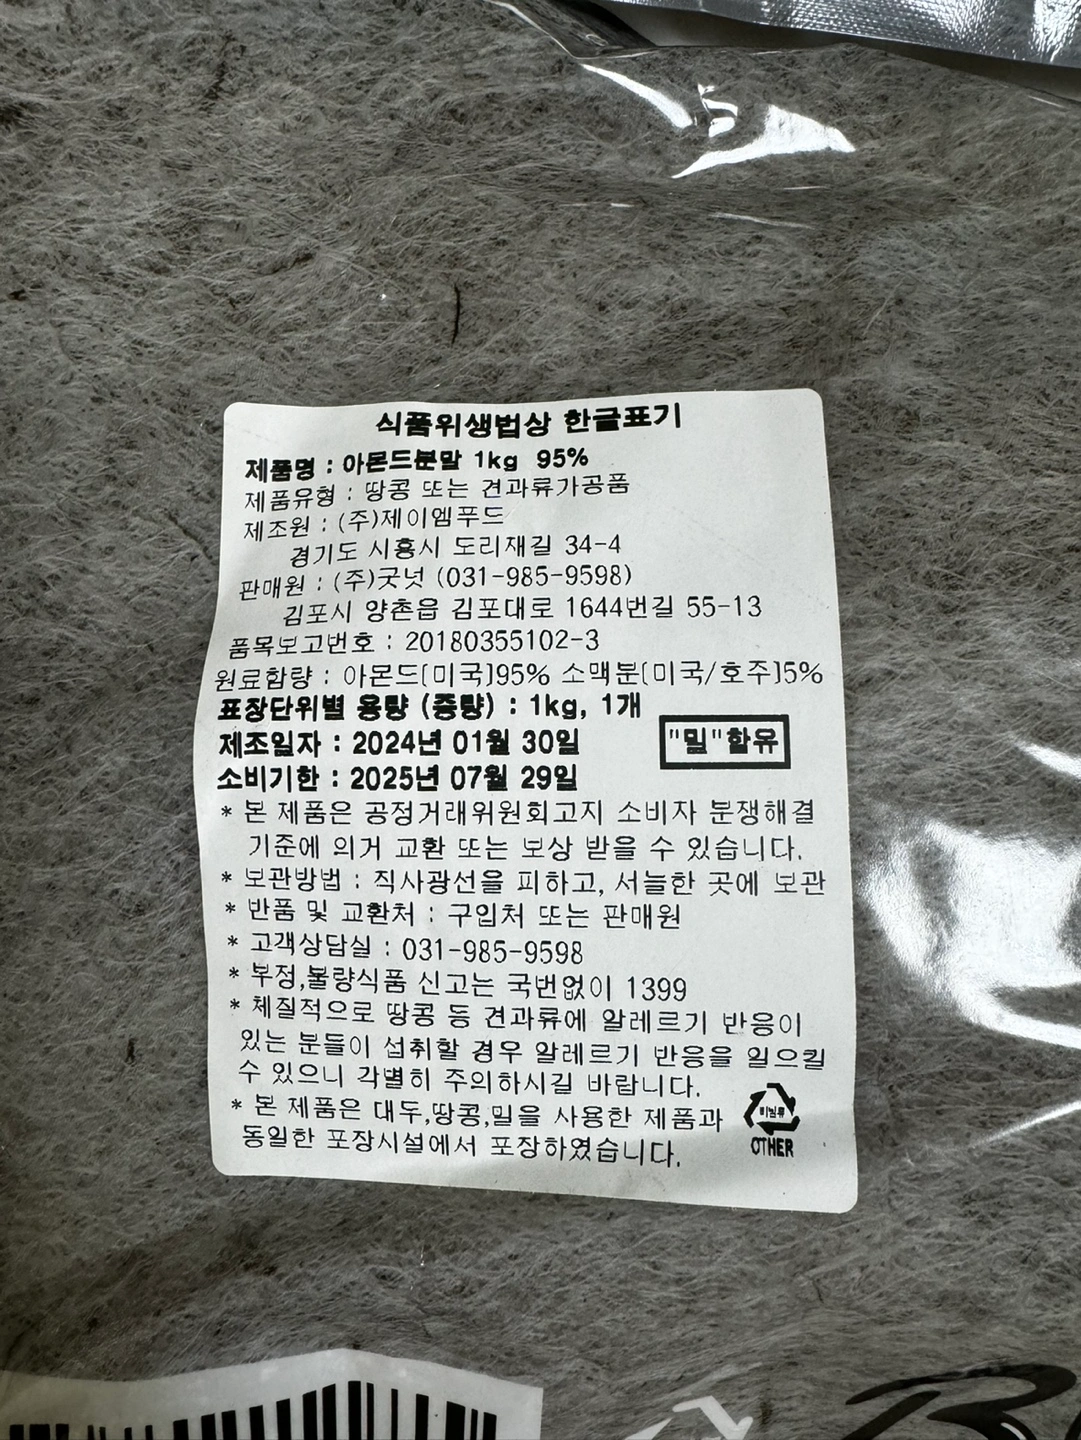 식품위생법상 한글표기
제품명 : 아몬드분말 1kg 95%
제품유형 : 땅콩 또는 견과류가공품
제조원 : (주)제이엠푸드
경기도 시흥시 도리재길 34-4
판매원 : (주)굿넛 (031-985-9598)
김포시 양촌읍 김포대로 1644번길 55-13
품목보고번호 : 20180355102-3
원료함량 : 아몬드[미국]95% 소맥분[미국/호주]5%
표장단위별 용량 (중량) : 1kg, 1개
제조일자 : 2024년 01월 30일
"밀"함유
소비기한 : 2025년 07월 29일
* 본 제품은 공정거래위원회고지 소비자 분쟁해결
기준에 의거 교환 또는 보상 받을 수 있습니다.
* 보관방법 : 직사광선을 피하고, 서늘한 곳에 보관
* 반품 및 교환처 : 구입처 또는 판매원
* 고객상담실 : 031-985-9598
* 부정,불량식품 신고는 국번없이 1399
* 체질적으로 땅콩 등 견과류에 알레르기 반응이
있는 분들이 섭취할 경우 알레르기 반응을 일으킬
수 있으니 각별히 주의하시길 바랍니다.
* 본 제품은 대두,땅콩,밀을 사용한 제품과
동일한 포장시설에서 포장하였습니다.
비닐류
OTHER